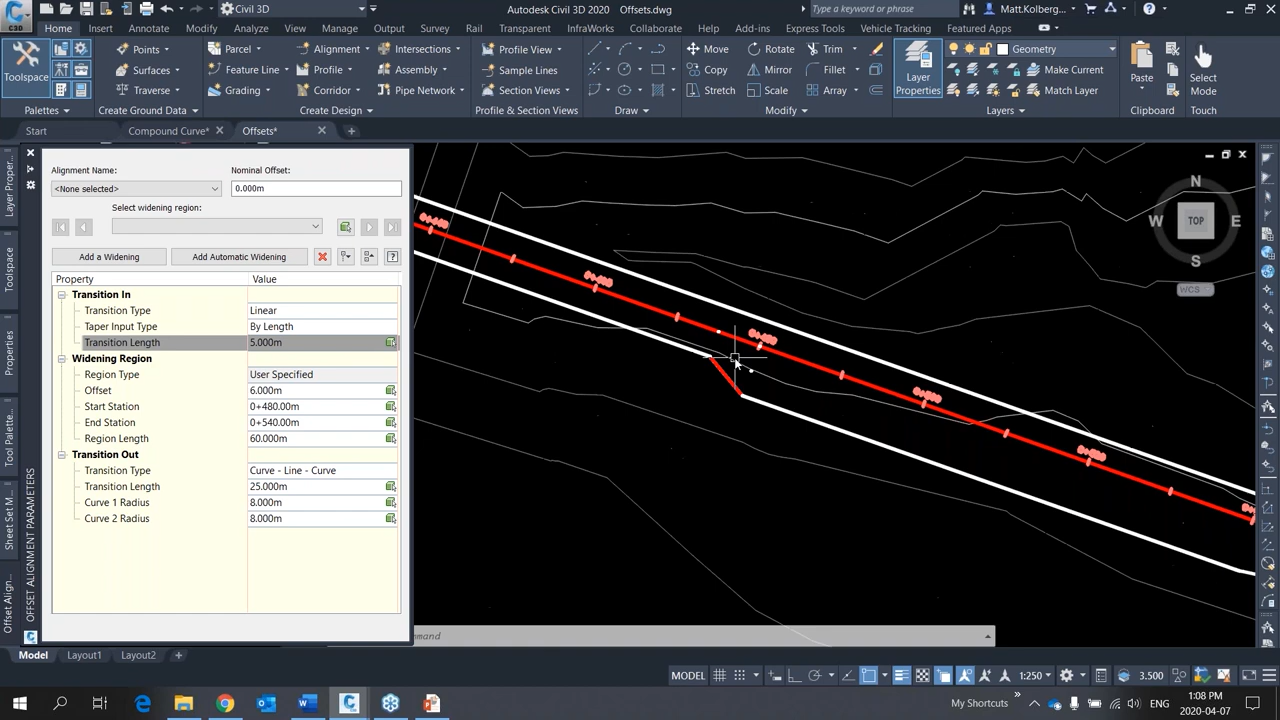 Civil 3D
Autodesk Civil 3D 2020 Offsets.dwg
Type a keyword or phrase
Matt.Kolberg...
C3D
Home Insert Annotate Modify Analyze View Manage Output Survey Rail Transparent InfraWorks Collaborate Help Add-ins Express Tools Vehicle Tracking Featured Apps
Toolspace
Points
Surfaces
Traverse
Parcel
Feature Line
Grading
Alignment
Profile
Corridor
Intersections
Assembly
Pipe Network
Profile View
Sample Lines
Section Views
Move Rotate Trim
Copy Mirror Fillet
Stretch Scale Array
Layer
Properties
Geometry
Make Current
Match Layer
Paste
Select
Mode
Palettes Create Ground Data Create Design Profile & Section Views Draw Modify Layers Clipboard Touch
Start Compound Curve* Offsets*
Alignment Name: Nominal Offset:
<None selected> 0.000m
Select widening region:
Add a Widening Add Automatic Widening
Property Value
Transition In
Transition Type Linear
Taper Input Type By Length
Transition Length 5.000m
Widening Region
Region Type User Specified
Offset 6.000m
Start Station 0+480.00m
End Station 0+540.00m
Region Length 60.000m
Transition Out
Transition Type Curve - Line - Curve
Transition Length 25.000m
Curve 1 Radius 8.000m
Curve 2 Radius 8.000m
OFFSET ALIGNMENT PARAMETERS
Layer Proper...
Toolspace
Properties
Tool Palette...
Sheet Set M...
Offset Align...
N
W TOP E
S
WCS
Command
Model Layout1 Layout2
MODEL 1:250 3.500
My Shortcuts
ENG
1:08 PM
2020-04-07